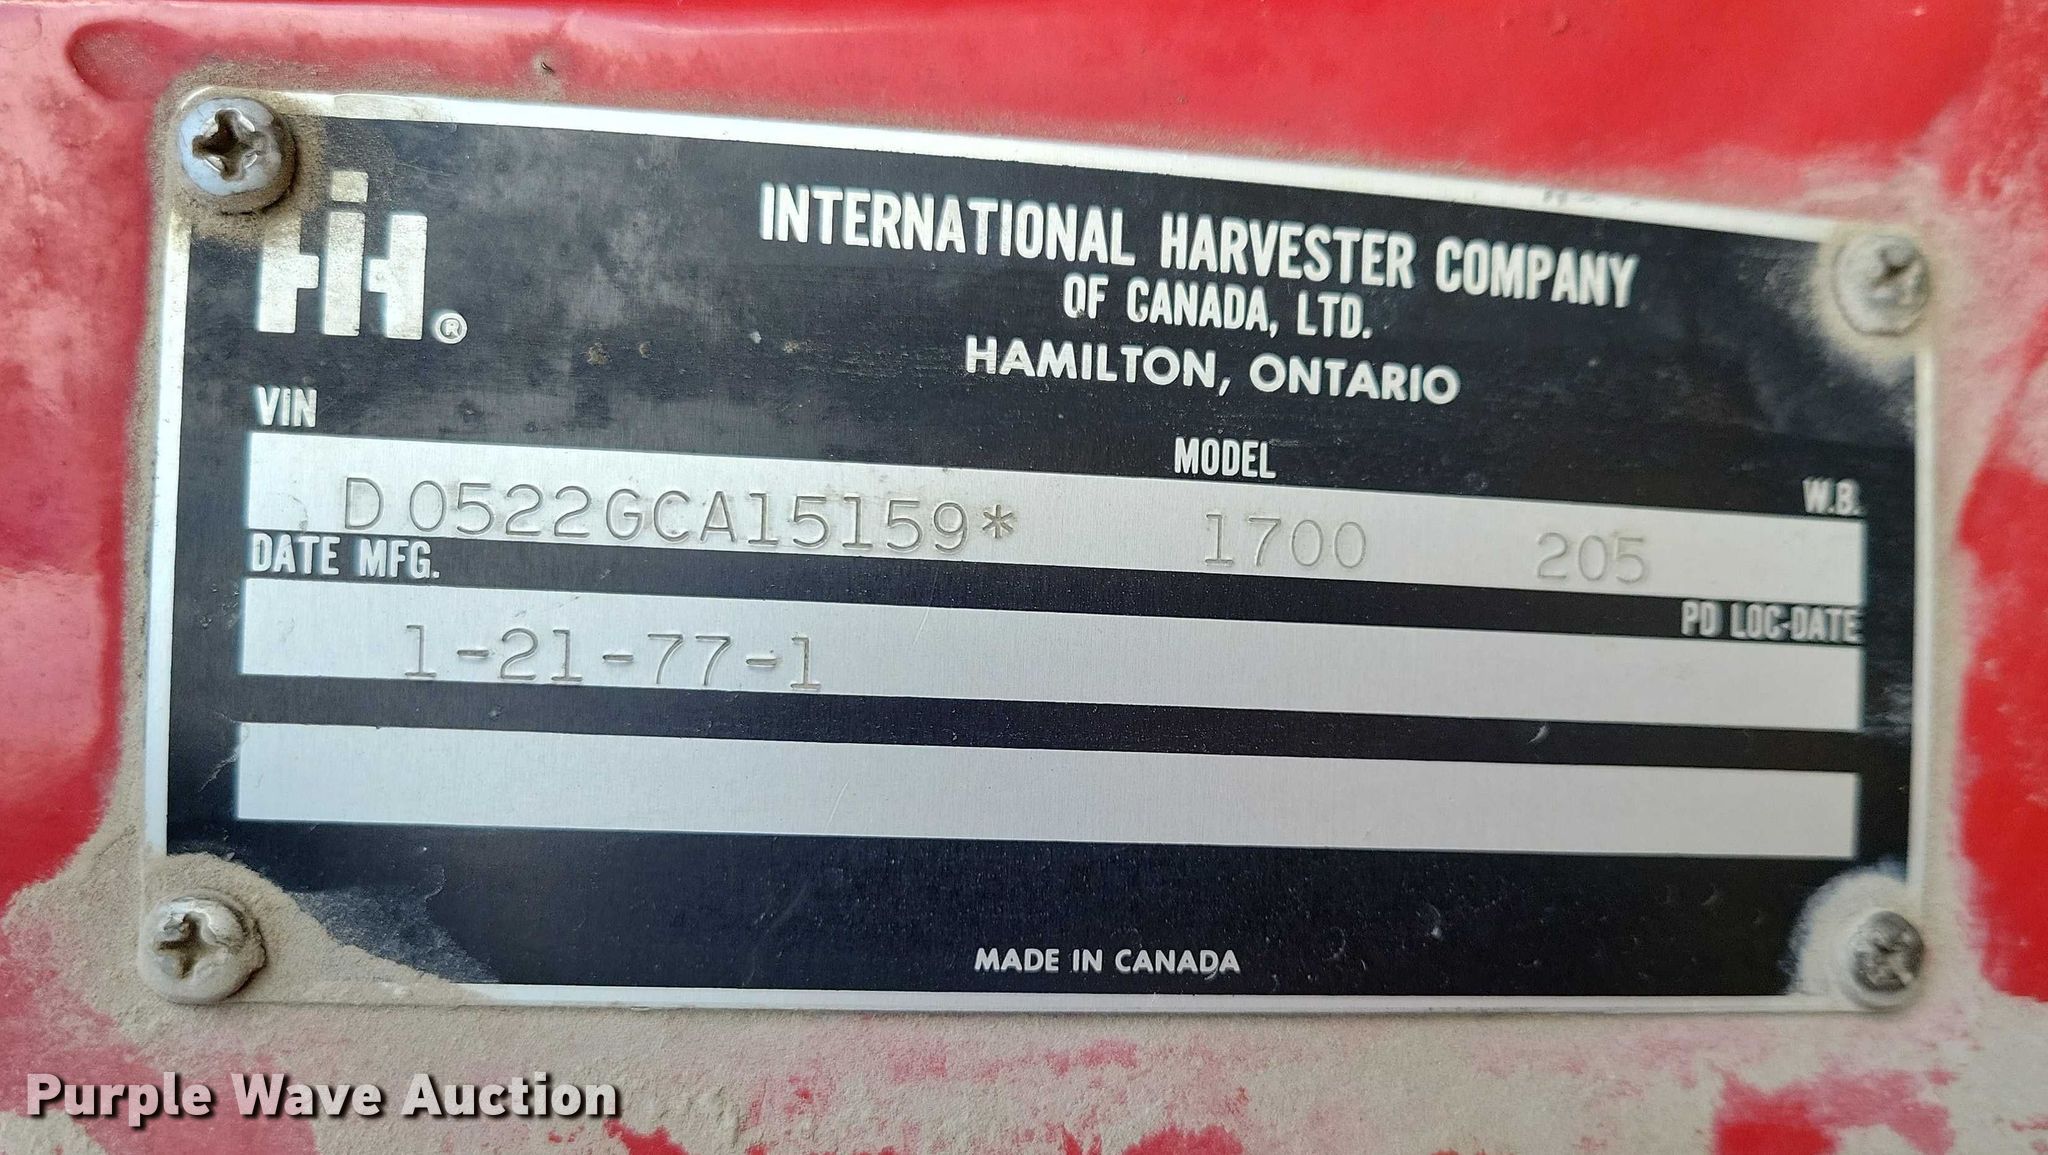 IH®
INTERNATIONAL HARVESTER COMPANY
OF CANADA, LTD.
HAMILTON, ONTARIO
VIN MODEL W.B.
D0522GCA15159* 1700 205
DATE MFG. PD LOC-DATE
1-21-77-1
MADE IN CANADA
Purple Wave Auction